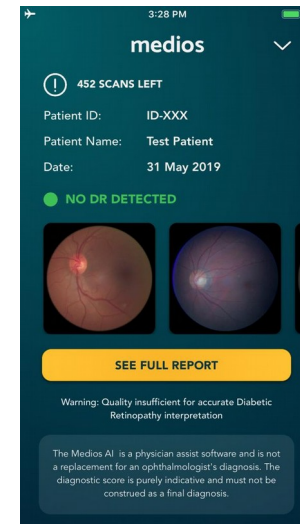 3:28 PM
medios
! 452 SCANS LEFT
Patient ID: ID-XXX
Patient Name: Test Patient
Date: 31 May 2019
NO DR DETECTED
SEE FULL REPORT
Warning: Quality insufficient for accurate Diabetic
Retinopathy interpretation
The Medios AI is a physician assist software and is not
a replacement for an ophthalmologist's diagnosis. The
diagnostic score is purely indicative and must not be
construed as a final diagnosis.